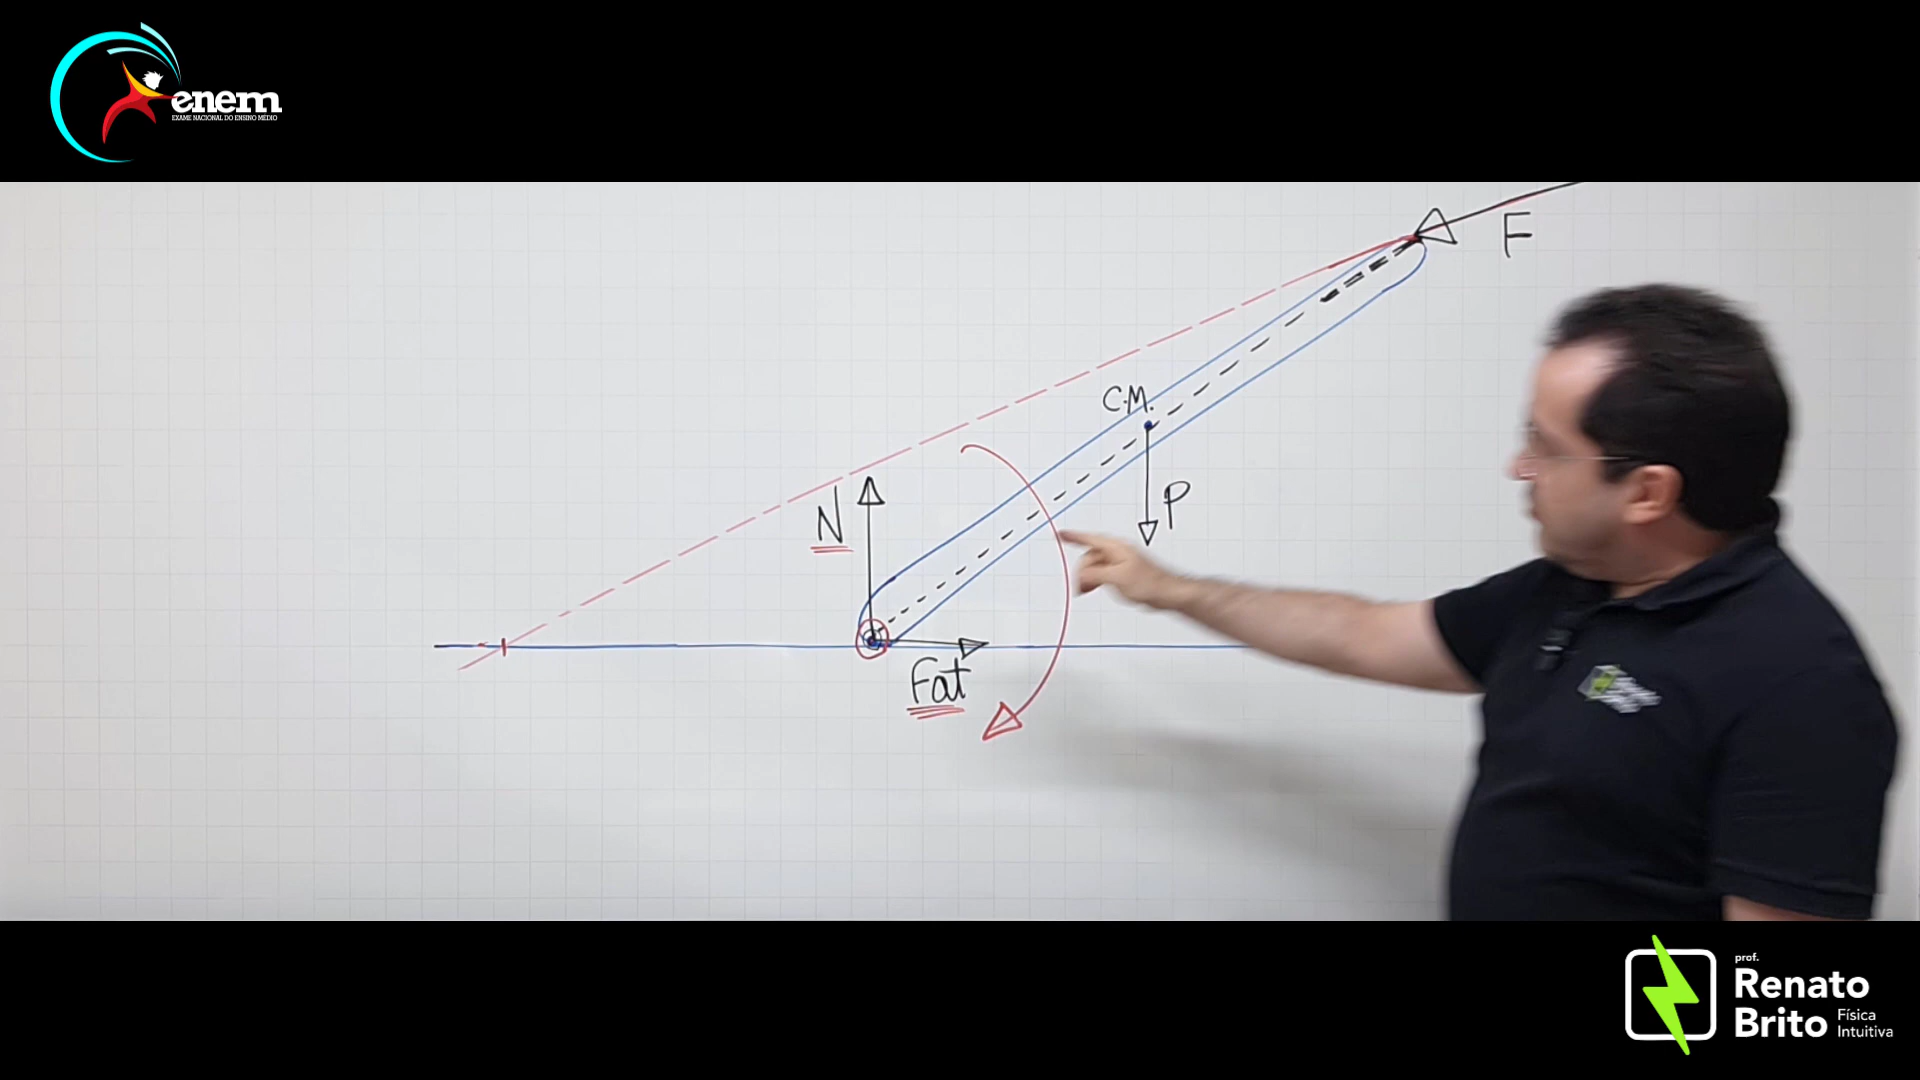 enem
EXAME NACIONAL DO ENSINO MÉDIO
F
C.M.
P
N
Fat
prof.
Renato
Brito
Física
Intuitiva